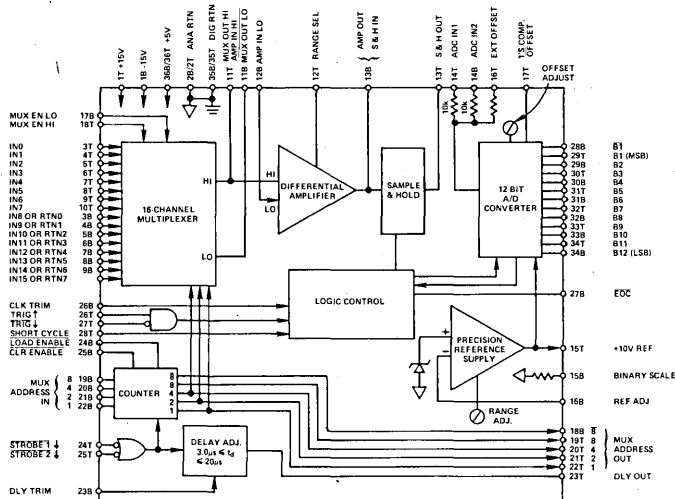 1T +15V
1B -15V
36B/36T +5V
2B/2T ANA RTN
35B/35T DIG RTN
MUX OUT HI
11T AMP IN HI
11B MUX OUT LO
12B AMP IN LO
12T RANGE SEL
AMP OUT
13B S & H IN
13T S & H OUT
14T ADC IN1
14B ADC IN2
16T EXT OFFSET
17T 1'S COMP. OFFSET
OFFSET ADJUST
10k
10k
MUX EN LO 17B
MUX EN HI 18T
IN0 3T
IN1 4T
IN2 5T
IN3 6T
IN4 7T
IN5 8T
IN6 9T
IN7 10T
IN8 OR RTN0 3B
IN9 OR RTN1 4B
IN10 OR RTN2 5B
IN11 OR RTN3 6B
IN12 OR RTN4 7B
IN13 OR RTN5 8B
IN14 OR RTN6 9B
IN15 OR RTN7
16-CHANNEL MULTIPLEXER
HI
LO
HI
LO
DIFFERENTIAL AMPLIFIER
SAMPLE & HOLD
12 BIT A/D CONVERTER
28B B1
29T B1 (MSB)
29B B2
30T B3
30B B4
31T B5
31B B6
32T B7
32B B8
33T B9
33B B10
34T B11
34B B12 (LSB)
LOGIC CONTROL
27B EOC
CLK TRIM 26B
TRIG↑ 26T
TRIG↓ 27T
SHORT CYCLE 28T
LOAD ENABLE 24B
CLR ENABLE 25B
MUX ADDRESS IN
8 19B
4 20B
2 21B
1 22B
COUNTER
8
8
4
2
1
+
−
PRECISION REFERENCE SUPPLY
RANGE ADJ.
15T +10V REF
15B BINARY SCALE
16B REF ADJ
STROBE 1 ↓ 24T
STROBE 2 ↓ 25T
DELAY ADJ.
3.0µs ≤ td
≤ 20µs
18B 8
19T 8
20T 4
21T 2
22T 1
MUX ADDRESS OUT
23T DLY OUT
DLY TRIM 23B